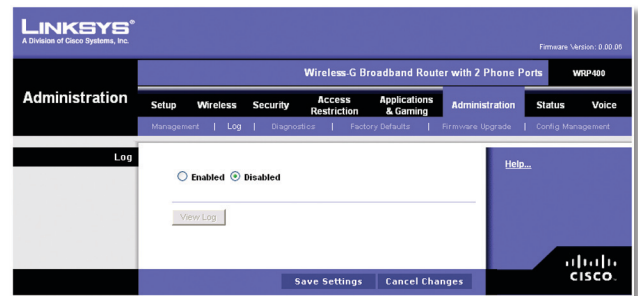 LINKSYS®
A Division of Cisco Systems, Inc.
Firmware Version: 0.00.06
Wireless-G Broadband Router with 2 Phone Ports WRP400
Administration
Setup Wireless Security Access Restriction Applications & Gaming Administration Status Voice
Management | Log | Diagnostics | Factory Defaults | Firmware Upgrade | Config Management
Log
Enabled Disabled
Help...
View Log
Save Settings Cancel Changes
CISCO